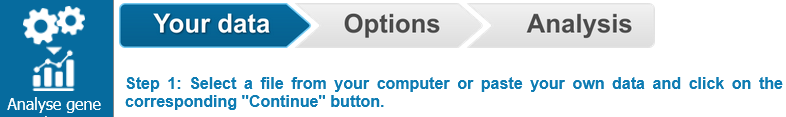 Your data
Options
Analysis
Analyse gene
Step 1: Select a file from your computer or paste your own data and click on the
corresponding "Continue" button.